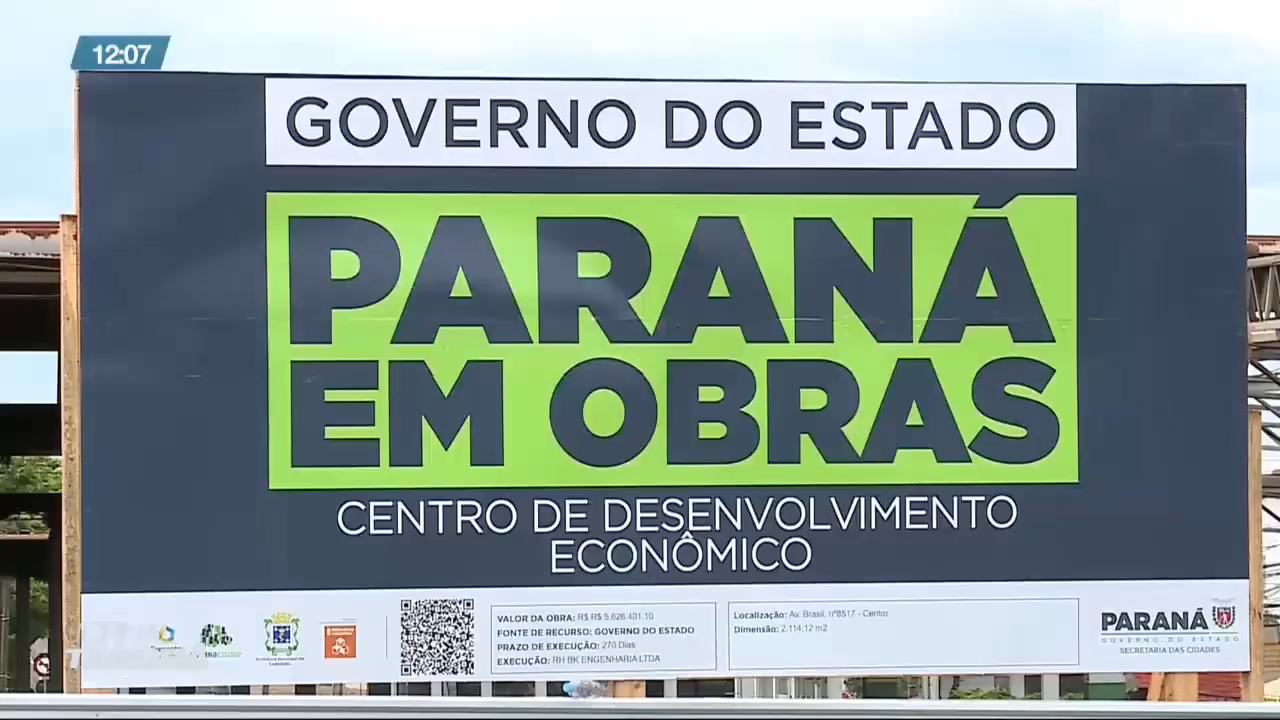 12:07
GOVERNO DO ESTADO
PARANÁ
EM OBRAS
CENTRO DE DESENVOLVIMENTO
ECONÔMICO
VALOR DA OBRA: R$ R$ 5.626.401,10
FONTE DE RECURSO: GOVERNO DO ESTADO
PRAZO DE EXECUÇÃO: 270 Dias
EXECUÇÃO: RH BK ENGENHARIA LTDA
Localização: Av. Brasil, nº8517 - Centro
Dimensão: 2.114,12 m2
PARANÁ
GOVERNO DO ESTADO
SECRETARIA DAS CIDADES